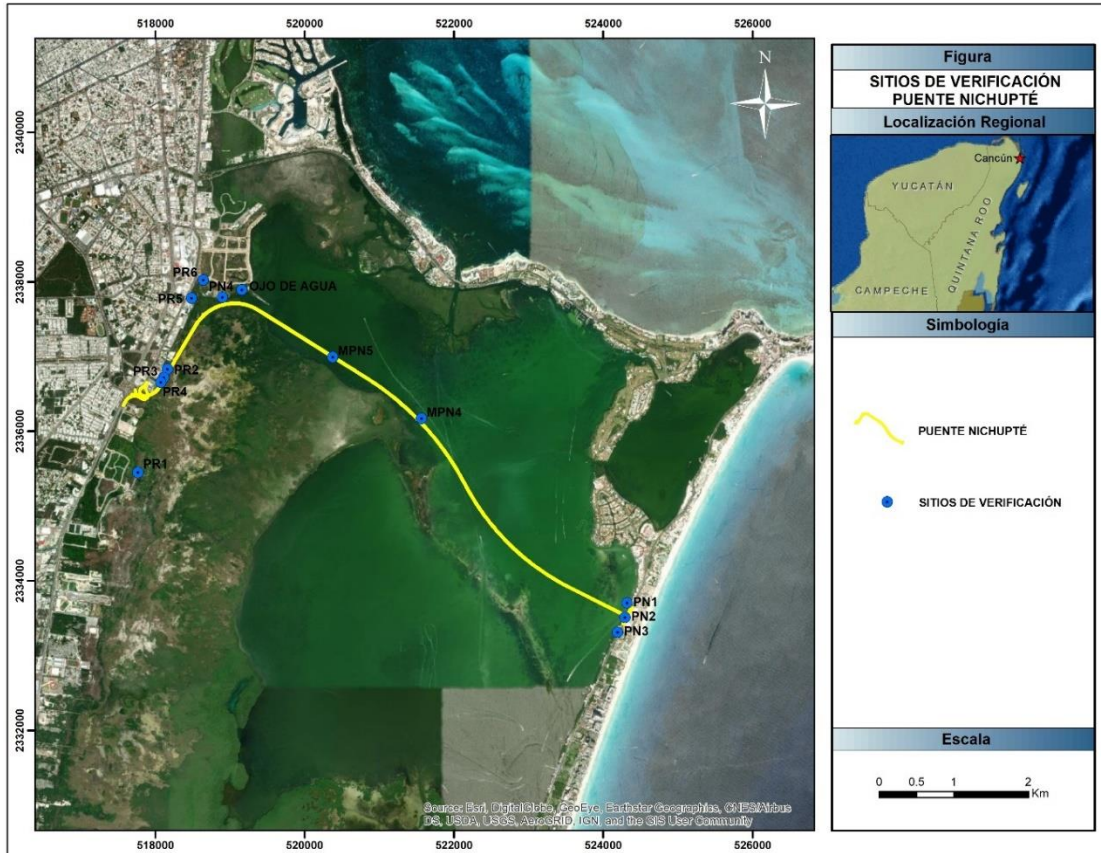 518000 520000 522000 524000 526000
2340000
2338000
2336000
2334000
2332000
N
PR6
PN4
OJO DE AGUA
PR5
MPN5
PR3
PR2
PR4
MPN4
PR1
PN1
PN2
PN3
Source: Esri, DigitalGlobe, GeoEye, Earthstar Geographics, CNES/Airbus
DS, USDA, USGS, AeroGRID, IGN, and the GIS User Community
518000 520000 522000 524000 526000
Figura
SITIOS DE VERIFICACIÓN
PUENTE NICHUPTÉ
Localización Regional
Cancún
YUCATÁN
QUINTANA ROO
CAMPECHE
Simbología
PUENTE NICHUPTÉ
SITIOS DE VERIFICACIÓN
Escala
0 0.5 1 2
Km